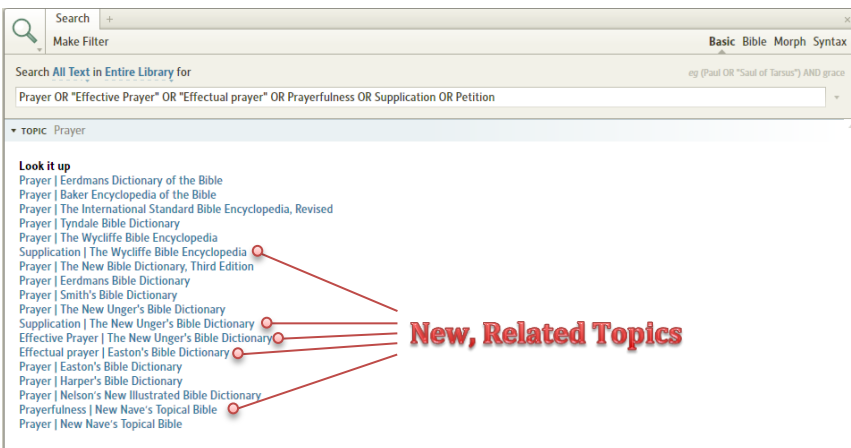 Search +
Make Filter
Basic Bible Morph Syntax
Search All Text in Entire Library for
eg (Paul OR "Saul of Tarsus") AND grace
Prayer OR "Effective Prayer" OR "Effectual prayer" OR Prayerfulness OR Supplication OR Petition
TOPIC Prayer
Look it up
Prayer | Eerdmans Dictionary of the Bible
Prayer | Baker Encyclopedia of the Bible
Prayer | The International Standard Bible Encyclopedia, Revised
Prayer | Tyndale Bible Dictionary
Prayer | The Wycliffe Bible Encyclopedia
Supplication | The Wycliffe Bible Encyclopedia
Prayer | The New Bible Dictionary, Third Edition
Prayer | Eerdmans Bible Dictionary
Prayer | Smith's Bible Dictionary
Prayer | The New Unger's Bible Dictionary
Supplication | The New Unger's Bible Dictionary
Effective Prayer | The New Unger's Bible Dictionary
Effectual prayer | Easton's Bible Dictionary
Prayer | Easton's Bible Dictionary
Prayer | Harper's Bible Dictionary
Prayer | Nelson's New Illustrated Bible Dictionary
Prayerfulness | New Nave's Topical Bible
Prayer | New Nave's Topical Bible
New, Related Topics